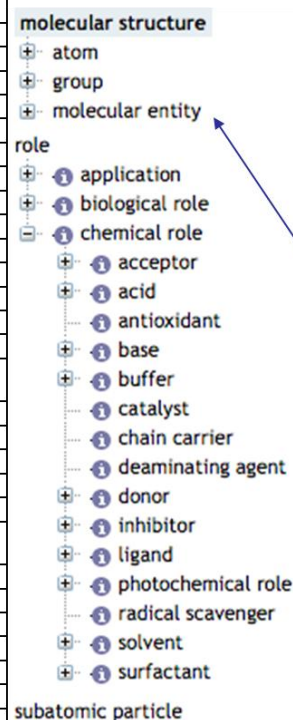 molecular structure
atom
group
molecular entity
role
application
biological role
chemical role
acceptor
acid
antioxidant
base
buffer
catalyst
chain carrier
deaminating agent
donor
inhibitor
ligand
photochemical role
radical scavenger
solvent
surfactant
subatomic particle